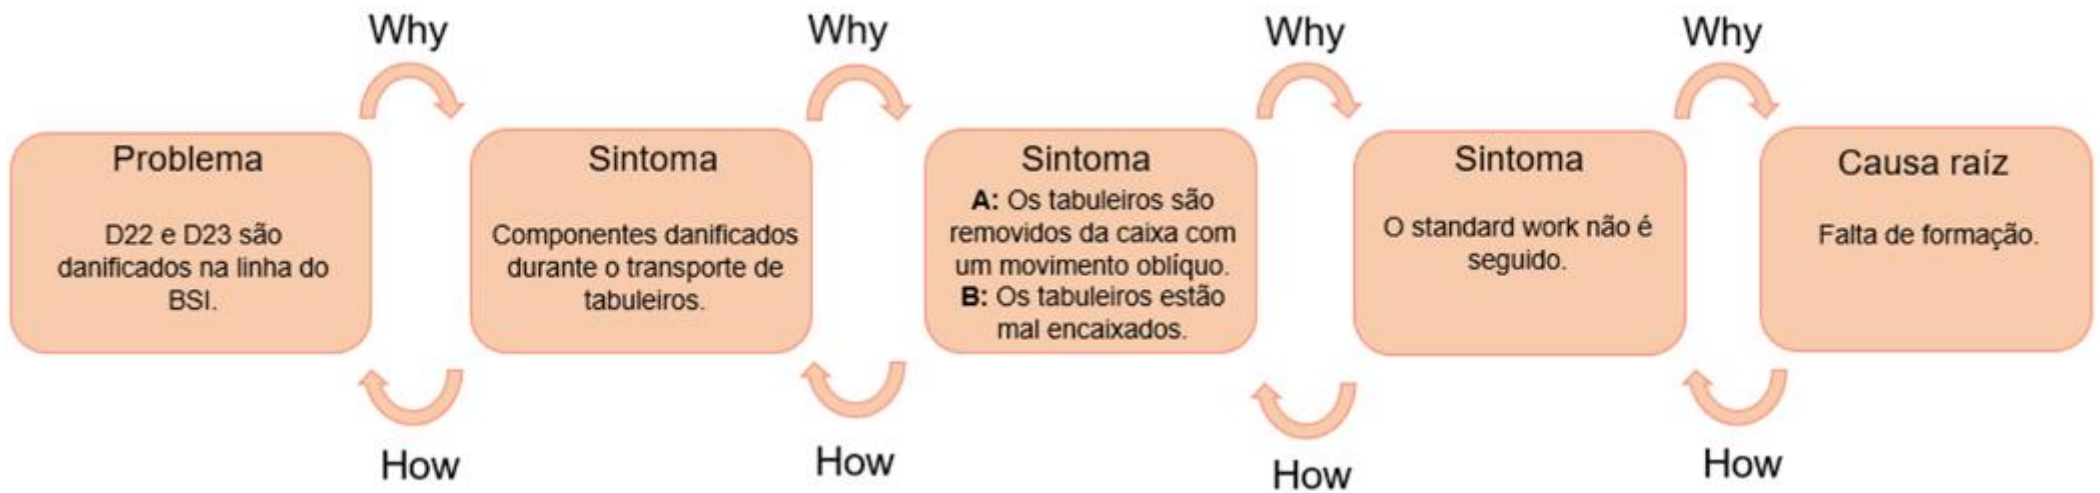 Why
Why
Why
Why
Problema
D22 e D23 são
danificados na linha do
BSI.
Sintoma
Componentes danificados
durante o transporte de
tabuleiros.
Sintoma
A: Os tabuleiros são
removidos da caixa com
um movimento oblíquo.
B: Os tabuleiros estão
mal encaixados.
Sintoma
O standard work não é
seguido.
Causa raíz
Falta de formação.
How
How
How
How